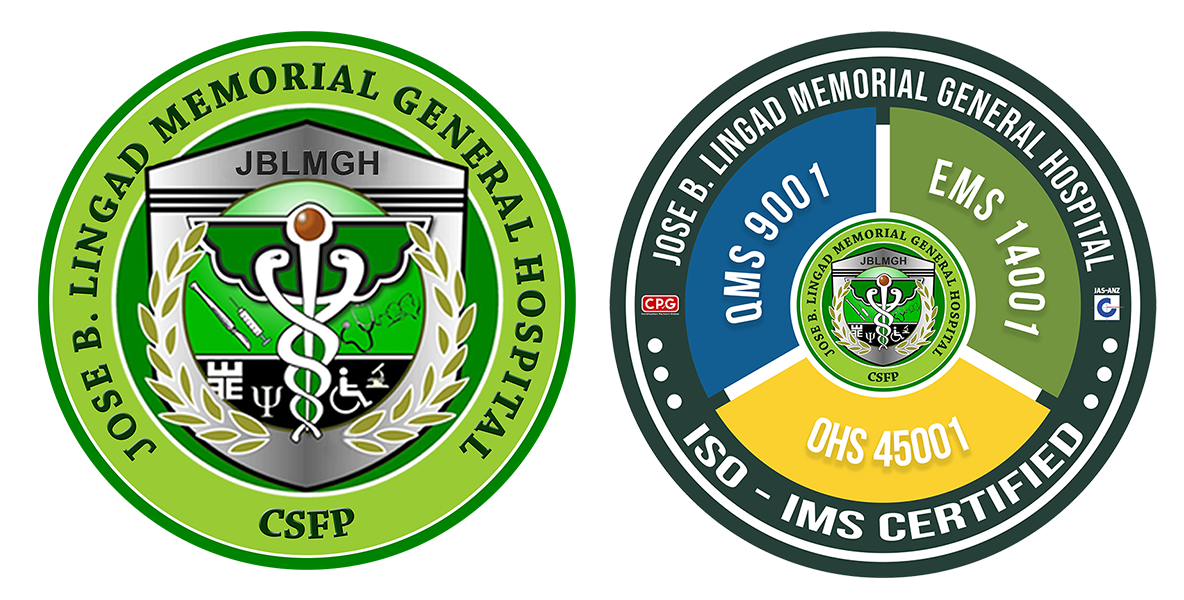 JOSE B. LINGAD MEMORIAL GENERAL HOSPITAL
JBLMGH
Ψ
CSFP
JOSE B. LINGAD MEMORIAL GENERAL HOSPITAL
QMS 9001
EMS 14001
OHS 45001
CPG
JAS-ANZ
JOSE B. LINGAD MEMORIAL GENERAL HOSPITAL
JBLMGH
CSFP
ISO - IMS CERTIFIED